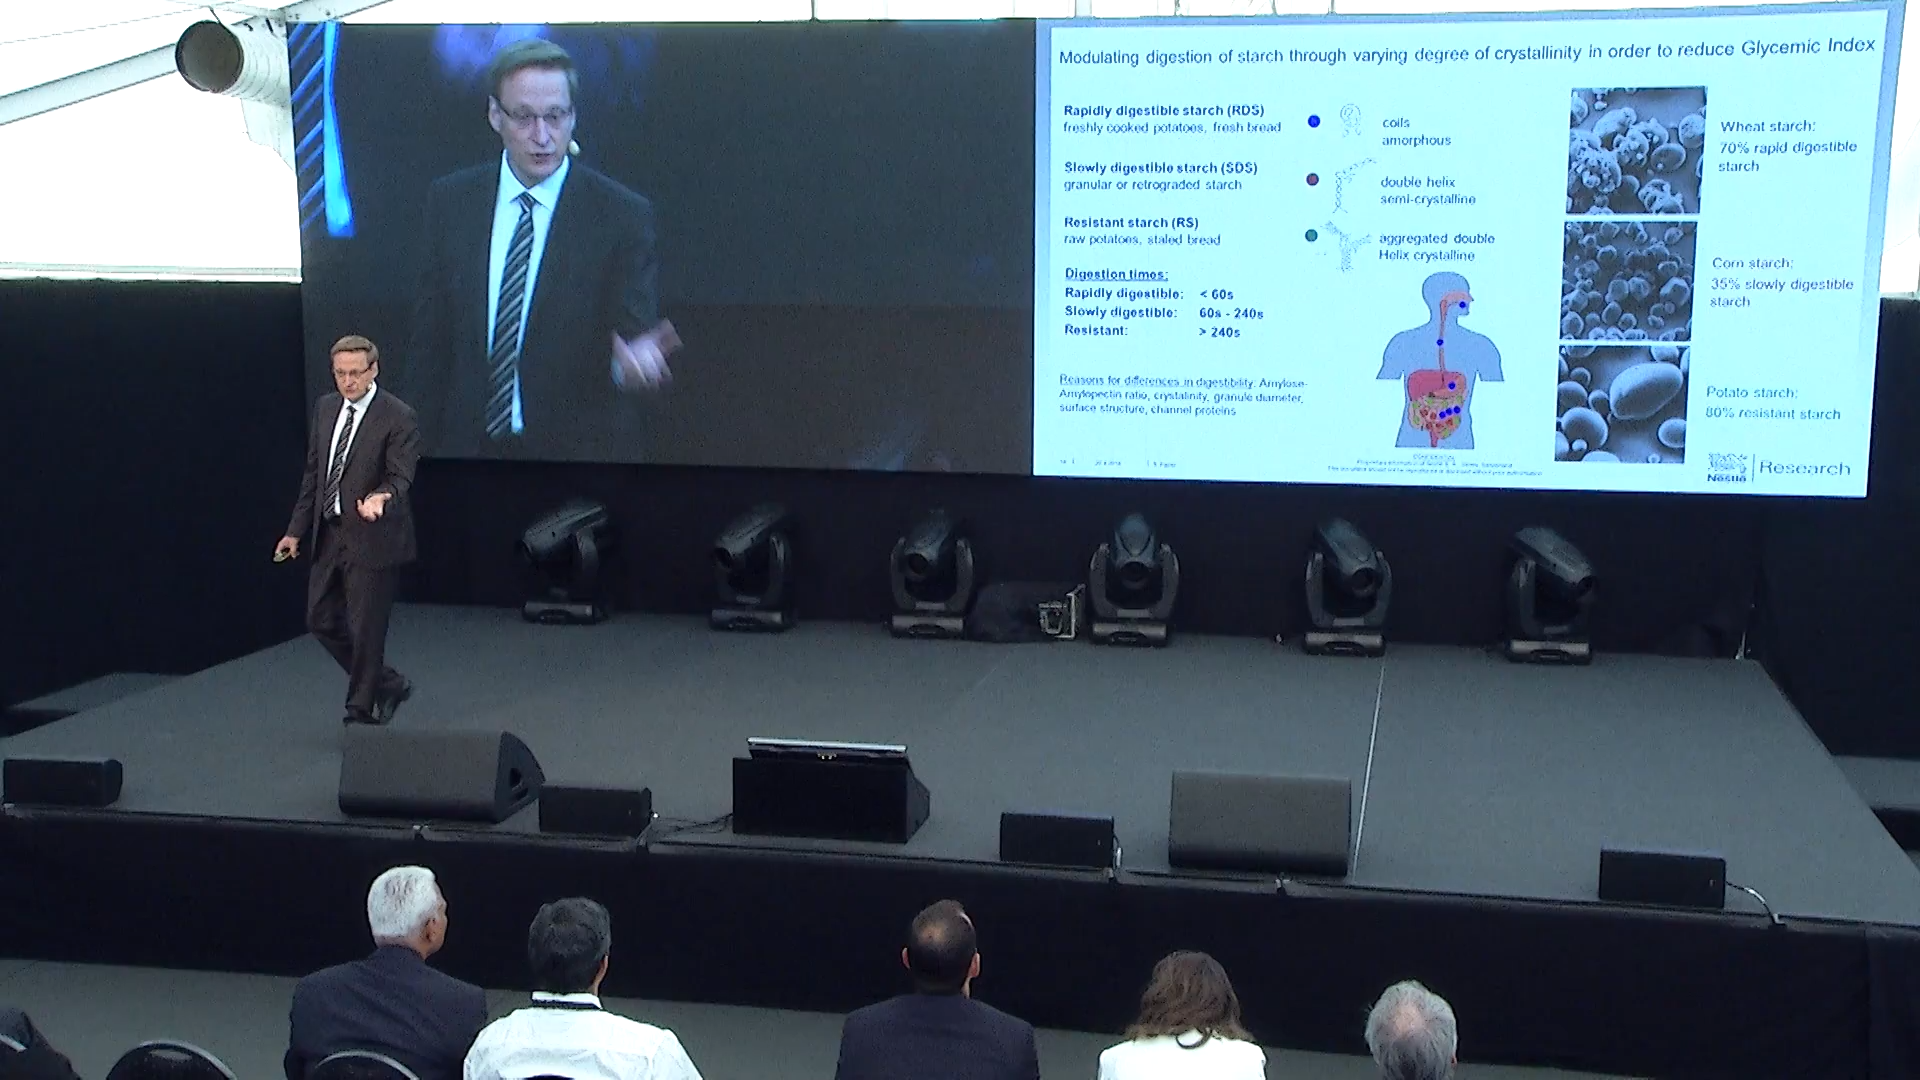 Modulating digestion of starch through varying degree of crystallinity in order to reduce Glycemic Index
Rapidly digestible starch (RDS)
freshly cooked potatoes, fresh bread
coils
amorphous
Slowly digestible starch (SDS)
granular or retrograded starch
double helix
semi-crystalline
Resistant starch (RS)
raw potatoes, staled bread
aggregated double
Helix crystalline
Digestion times:
Rapidly digestible: < 60s
Slowly digestible: 60s - 240s
Resistant: > 240s
Reasons for differences in digestibility: Amylose-
Amylopectin ratio, crystallinity, granule diameter,
surface structure, channel proteins
Wheat starch:
70% rapid digestible
starch
Corn starch:
35% slowly digestible
starch
Potato starch:
80% resistant starch
Nestlé
Research